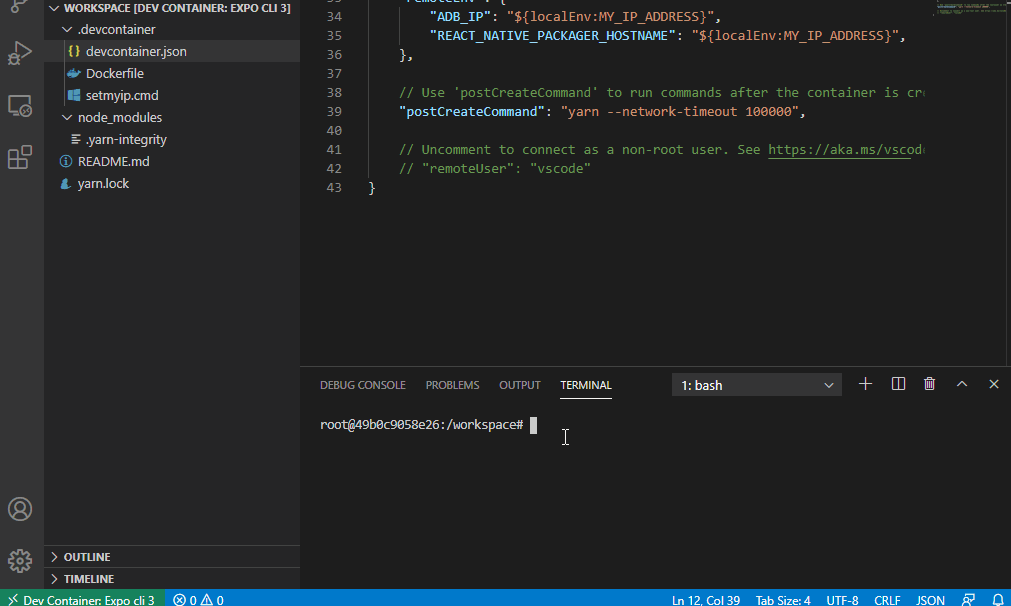 WORKSPACE [DEV CONTAINER: EXPO CLI 3]
.devcontainer
{} devcontainer.json
Dockerfile
setmyip.cmd
node_modules
.yarn-integrity
README.md
yarn.lock
OUTLINE
TIMELINE
34 "ADB_IP": "${localEnv:MY_IP_ADDRESS}",
35 "REACT_NATIVE_PACKAGER_HOSTNAME": "${localEnv:MY_IP_ADDRESS}",
36 },
37
38 // Use 'postCreateCommand' to run commands after the container is cr
39 "postCreateCommand": "yarn --network-timeout 100000",
40
41 // Uncomment to connect as a non-root user. See https://aka.ms/vscod
42 // "remoteUser": "vscode"
43 }
DEBUG CONSOLE PROBLEMS OUTPUT TERMINAL 1: bash
root@49b0c9058e26:/workspace#
Dev Container: Expo cli 3 0 0 Ln 12, Col 39 Tab Size: 4 UTF-8 CRLF JSON